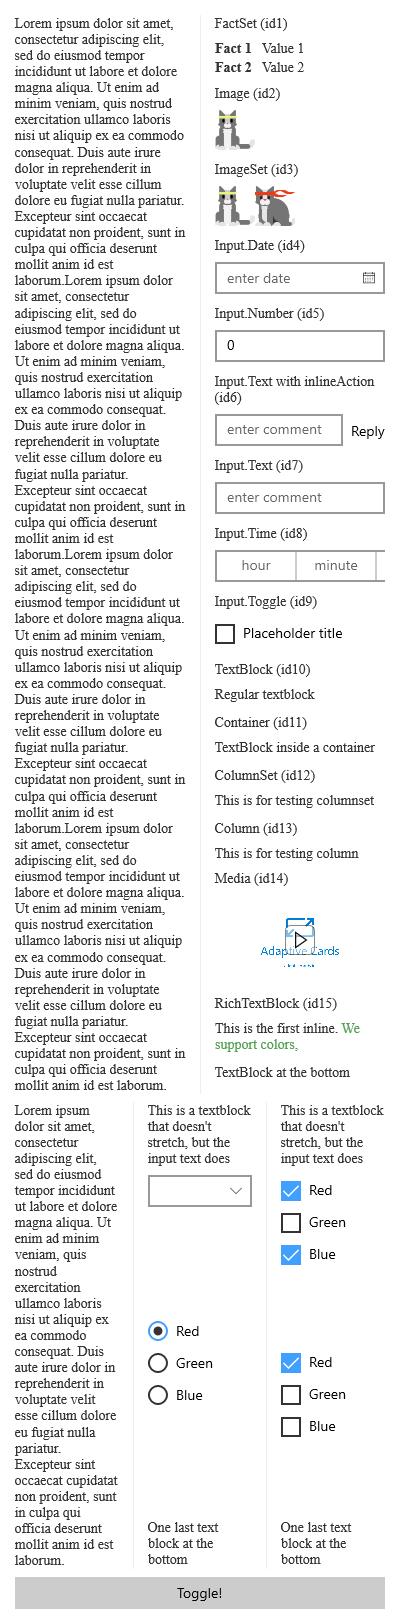 Lorem ipsum dolor sit amet,
consectetur adipiscing elit,
sed do eiusmod tempor
incididunt ut labore et dolore
magna aliqua. Ut enim ad
minim veniam, quis nostrud
exercitation ullamco laboris
nisi ut aliquip ex ea commodo
consequat. Duis aute irure
dolor in reprehenderit in
voluptate velit esse cillum
dolore eu fugiat nulla pariatur.
Excepteur sint occaecat
cupidatat non proident, sunt in
culpa qui officia deserunt
mollit anim id est
laborum.Lorem ipsum dolor
sit amet, consectetur
adipiscing elit, sed do
eiusmod tempor incididunt ut
labore et dolore magna aliqua.
Ut enim ad minim veniam,
quis nostrud exercitation
ullamco laboris nisi ut aliquip
ex ea commodo consequat.
Duis aute irure dolor in
reprehenderit in voluptate
velit esse cillum dolore eu
fugiat nulla pariatur.
Excepteur sint occaecat
cupidatat non proident, sunt in
culpa qui officia deserunt
mollit anim id est
laborum.Lorem ipsum dolor
sit amet, consectetur
adipiscing elit, sed do
eiusmod tempor incididunt ut
labore et dolore magna aliqua.
Ut enim ad minim veniam,
quis nostrud exercitation
ullamco laboris nisi ut aliquip
ex ea commodo consequat.
Duis aute irure dolor in
reprehenderit in voluptate
velit esse cillum dolore eu
fugiat nulla pariatur.
Excepteur sint occaecat
cupidatat non proident, sunt in
culpa qui officia deserunt
mollit anim id est
laborum.Lorem ipsum dolor
sit amet, consectetur
adipiscing elit, sed do
eiusmod tempor incididunt ut
labore et dolore magna aliqua.
Ut enim ad minim veniam,
quis nostrud exercitation
ullamco laboris nisi ut aliquip
ex ea commodo consequat.
Duis aute irure dolor in
reprehenderit in voluptate
velit esse cillum dolore eu
fugiat nulla pariatur.
Excepteur sint occaecat
cupidatat non proident, sunt in
culpa qui officia deserunt
mollit anim id est laborum.
FactSet (id1)
Fact 1 Value 1
Fact 2 Value 2
Image (id2)
ImageSet (id3)
Input.Date (id4)
enter date
Input.Number (id5)
0
Input.Text with inlineAction
(id6)
enter comment Reply
Input.Text (id7)
enter comment
Input.Time (id8)
hour minute
Input.Toggle (id9)
Placeholder title
TextBlock (id10)
Regular textblock
Container (id11)
TextBlock inside a container
ColumnSet (id12)
This is for testing columnset
Column (id13)
This is for testing column
Media (id14)
Adaptive Cards
RichTextBlock (id15)
This is the first inline. We
support colors,
TextBlock at the bottom
Lorem ipsum
dolor sit amet,
consectetur
adipiscing elit,
sed do eiusmod
tempor incididunt
ut labore et dolore
magna aliqua. Ut
enim ad minim
veniam, quis
nostrud
exercitation
ullamco laboris
nisi ut aliquip ex
ea commodo
consequat. Duis
aute irure dolor in
reprehenderit in
voluptate velit
esse cillum dolore
eu fugiat nulla
pariatur.
Excepteur sint
occaecat cupidatat
non proident, sunt
in culpa qui
officia deserunt
mollit anim id est
laborum.
This is a textblock
that doesn't
stretch, but the
input text does
Red
Green
Blue
One last text
block at the
bottom
This is a textblock
that doesn't
stretch, but the
input text does
Red
Green
Blue
Red
Green
Blue
One last text
block at the
bottom
Toggle!